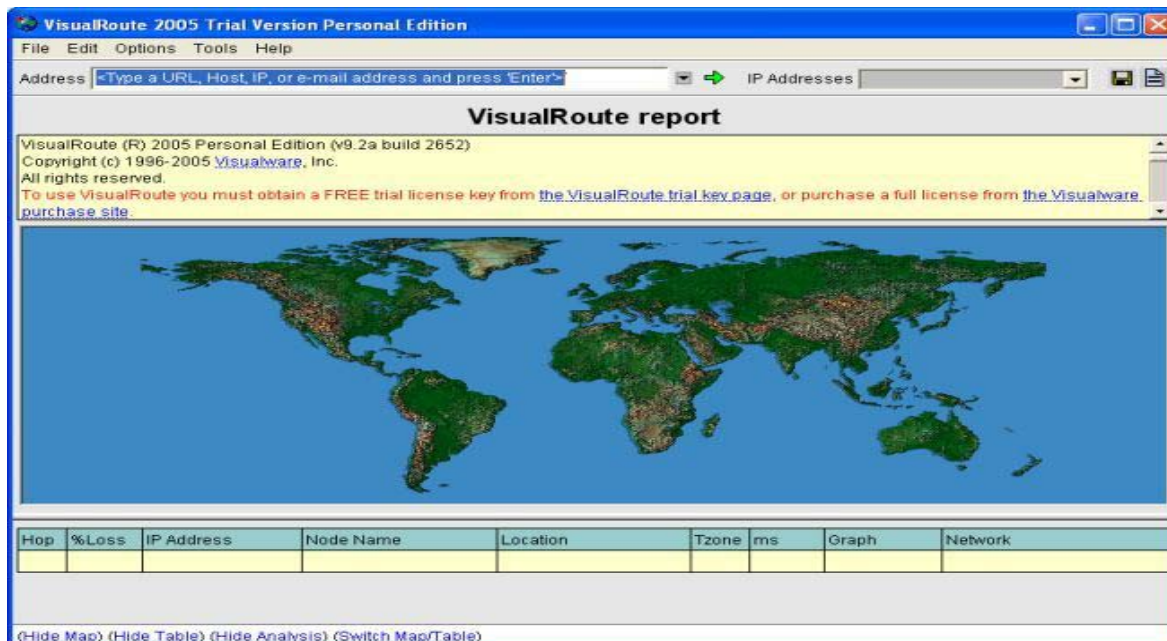 VisualRoute 2005 Trial Version Personal Edition
File Edit Options Tools Help
Address <Type a URL, Host, IP, or e-mail address and press 'Enter'> IP Addresses
VisualRoute report
VisualRoute (R) 2005 Personal Edition (v9.2a build 2652)
Copyright (c) 1996-2005 Visualware, Inc.
All rights reserved.
To use VisualRoute you must obtain a FREE trial license key from the VisualRoute trial key page, or purchase a full license from the Visualware
purchase site.
Hop %Loss IP Address Node Name Location Tzone ms Graph Network
(Hide Map) (Hide Table) (Hide Analysis) (Switch Map/Table)